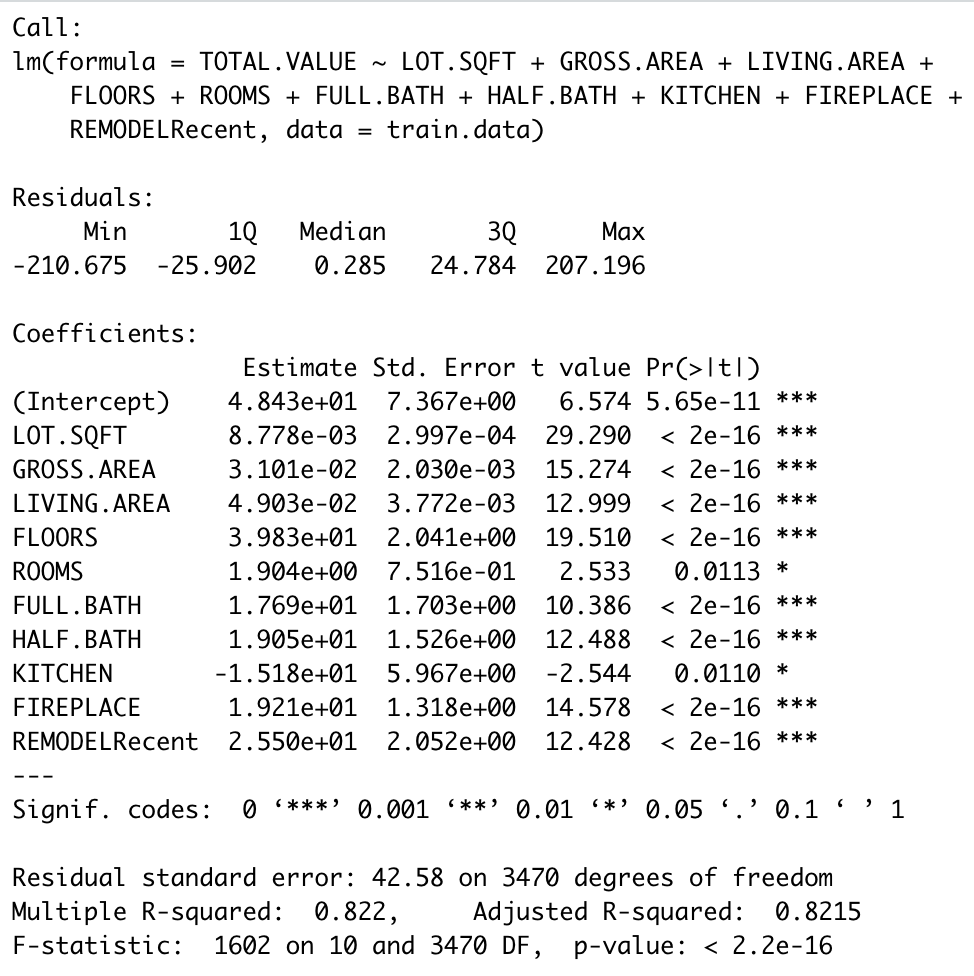 Call:
lm(formula = TOTAL.VALUE ~ LOT.SQFT + GROSS.AREA + LIVING.AREA +
    FLOORS + ROOMS + FULL.BATH + HALF.BATH + KITCHEN + FIREPLACE +
    REMODELRecent, data = train.data)

Residuals:
     Min       1Q   Median       3Q      Max
-210.675  -25.902    0.285   24.784  207.196

Coefficients:
                Estimate Std. Error t value Pr(>|t|)
(Intercept)    4.843e+01  7.367e+00   6.574 5.65e-11 ***
LOT.SQFT       8.778e-03  2.997e-04  29.290  < 2e-16 ***
GROSS.AREA     3.101e-02  2.030e-03  15.274  < 2e-16 ***
LIVING.AREA    4.903e-02  3.772e-03  12.999  < 2e-16 ***
FLOORS         3.983e+01  2.041e+00  19.510  < 2e-16 ***
ROOMS          1.904e+00  7.516e-01   2.533   0.0113 *
FULL.BATH      1.769e+01  1.703e+00  10.386  < 2e-16 ***
HALF.BATH      1.905e+01  1.526e+00  12.488  < 2e-16 ***
KITCHEN       -1.518e+01  5.967e+00  -2.544   0.0110 *
FIREPLACE      1.921e+01  1.318e+00  14.578  < 2e-16 ***
REMODELRecent  2.550e+01  2.052e+00  12.428  < 2e-16 ***
---
Signif. codes:  0 ‘***’ 0.001 ‘**’ 0.01 ‘*’ 0.05 ‘.’ 0.1 ‘ ’ 1

Residual standard error: 42.58 on 3470 degrees of freedom
Multiple R-squared:  0.822,     Adjusted R-squared:  0.8215
F-statistic:  1602 on 10 and 3470 DF,  p-value: < 2.2e-16